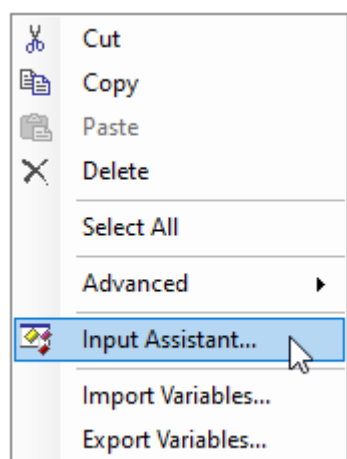 Cut
Copy
Paste
Delete
Select All
Advanced
Input Assistant...
Import Variables...
Export Variables...